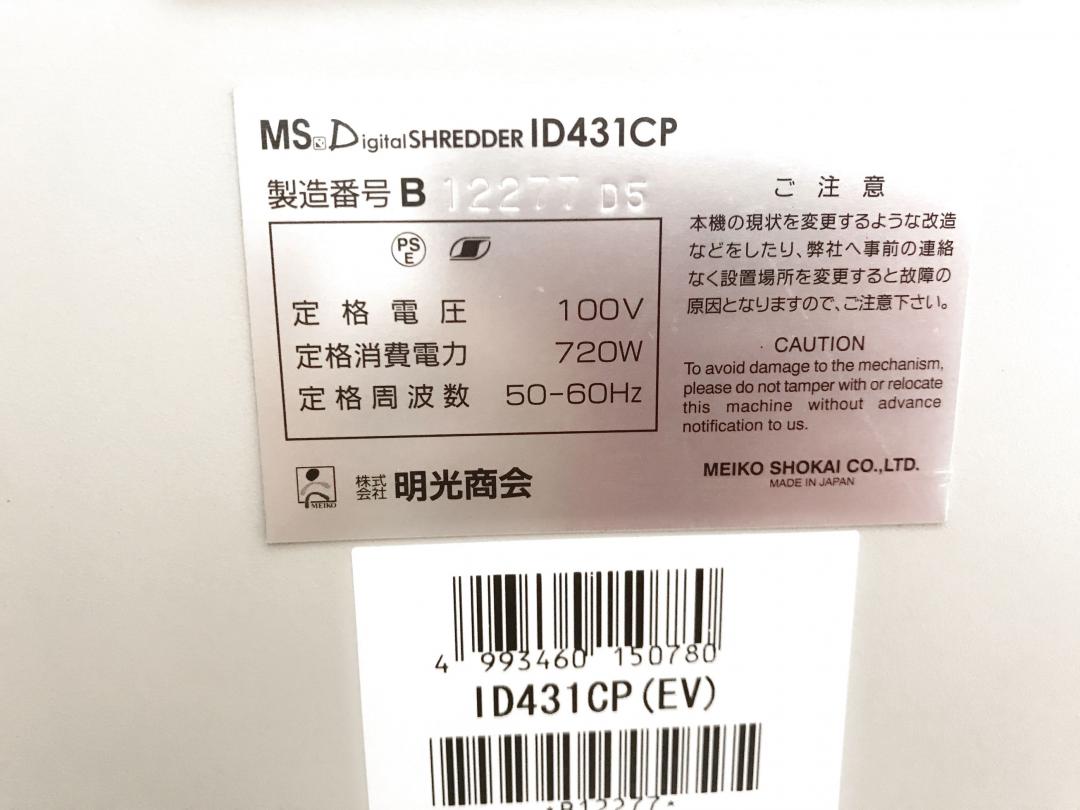 MS DigitalSHREDDER ID431CP
製造番号 B 12277 D5
PS
E
定格電圧 100V
定格消費電力 720W
定格周波数 50-60Hz
MEIKO
株式会社 明光商会
ご注意
本機の現状を変更するような改造
などをしたり、弊社へ事前の連絡
なく設置場所を変更すると故障の
原因となりますので、ご注意下さい。
CAUTION
To avoid damage to the mechanism,
please do not tamper with or relocate
this machine without advance
notification to us.
MEIKO SHOKAI CO.,LTD.
MADE IN JAPAN
4 993460 150780
ID431CP(EV)
*B12277*